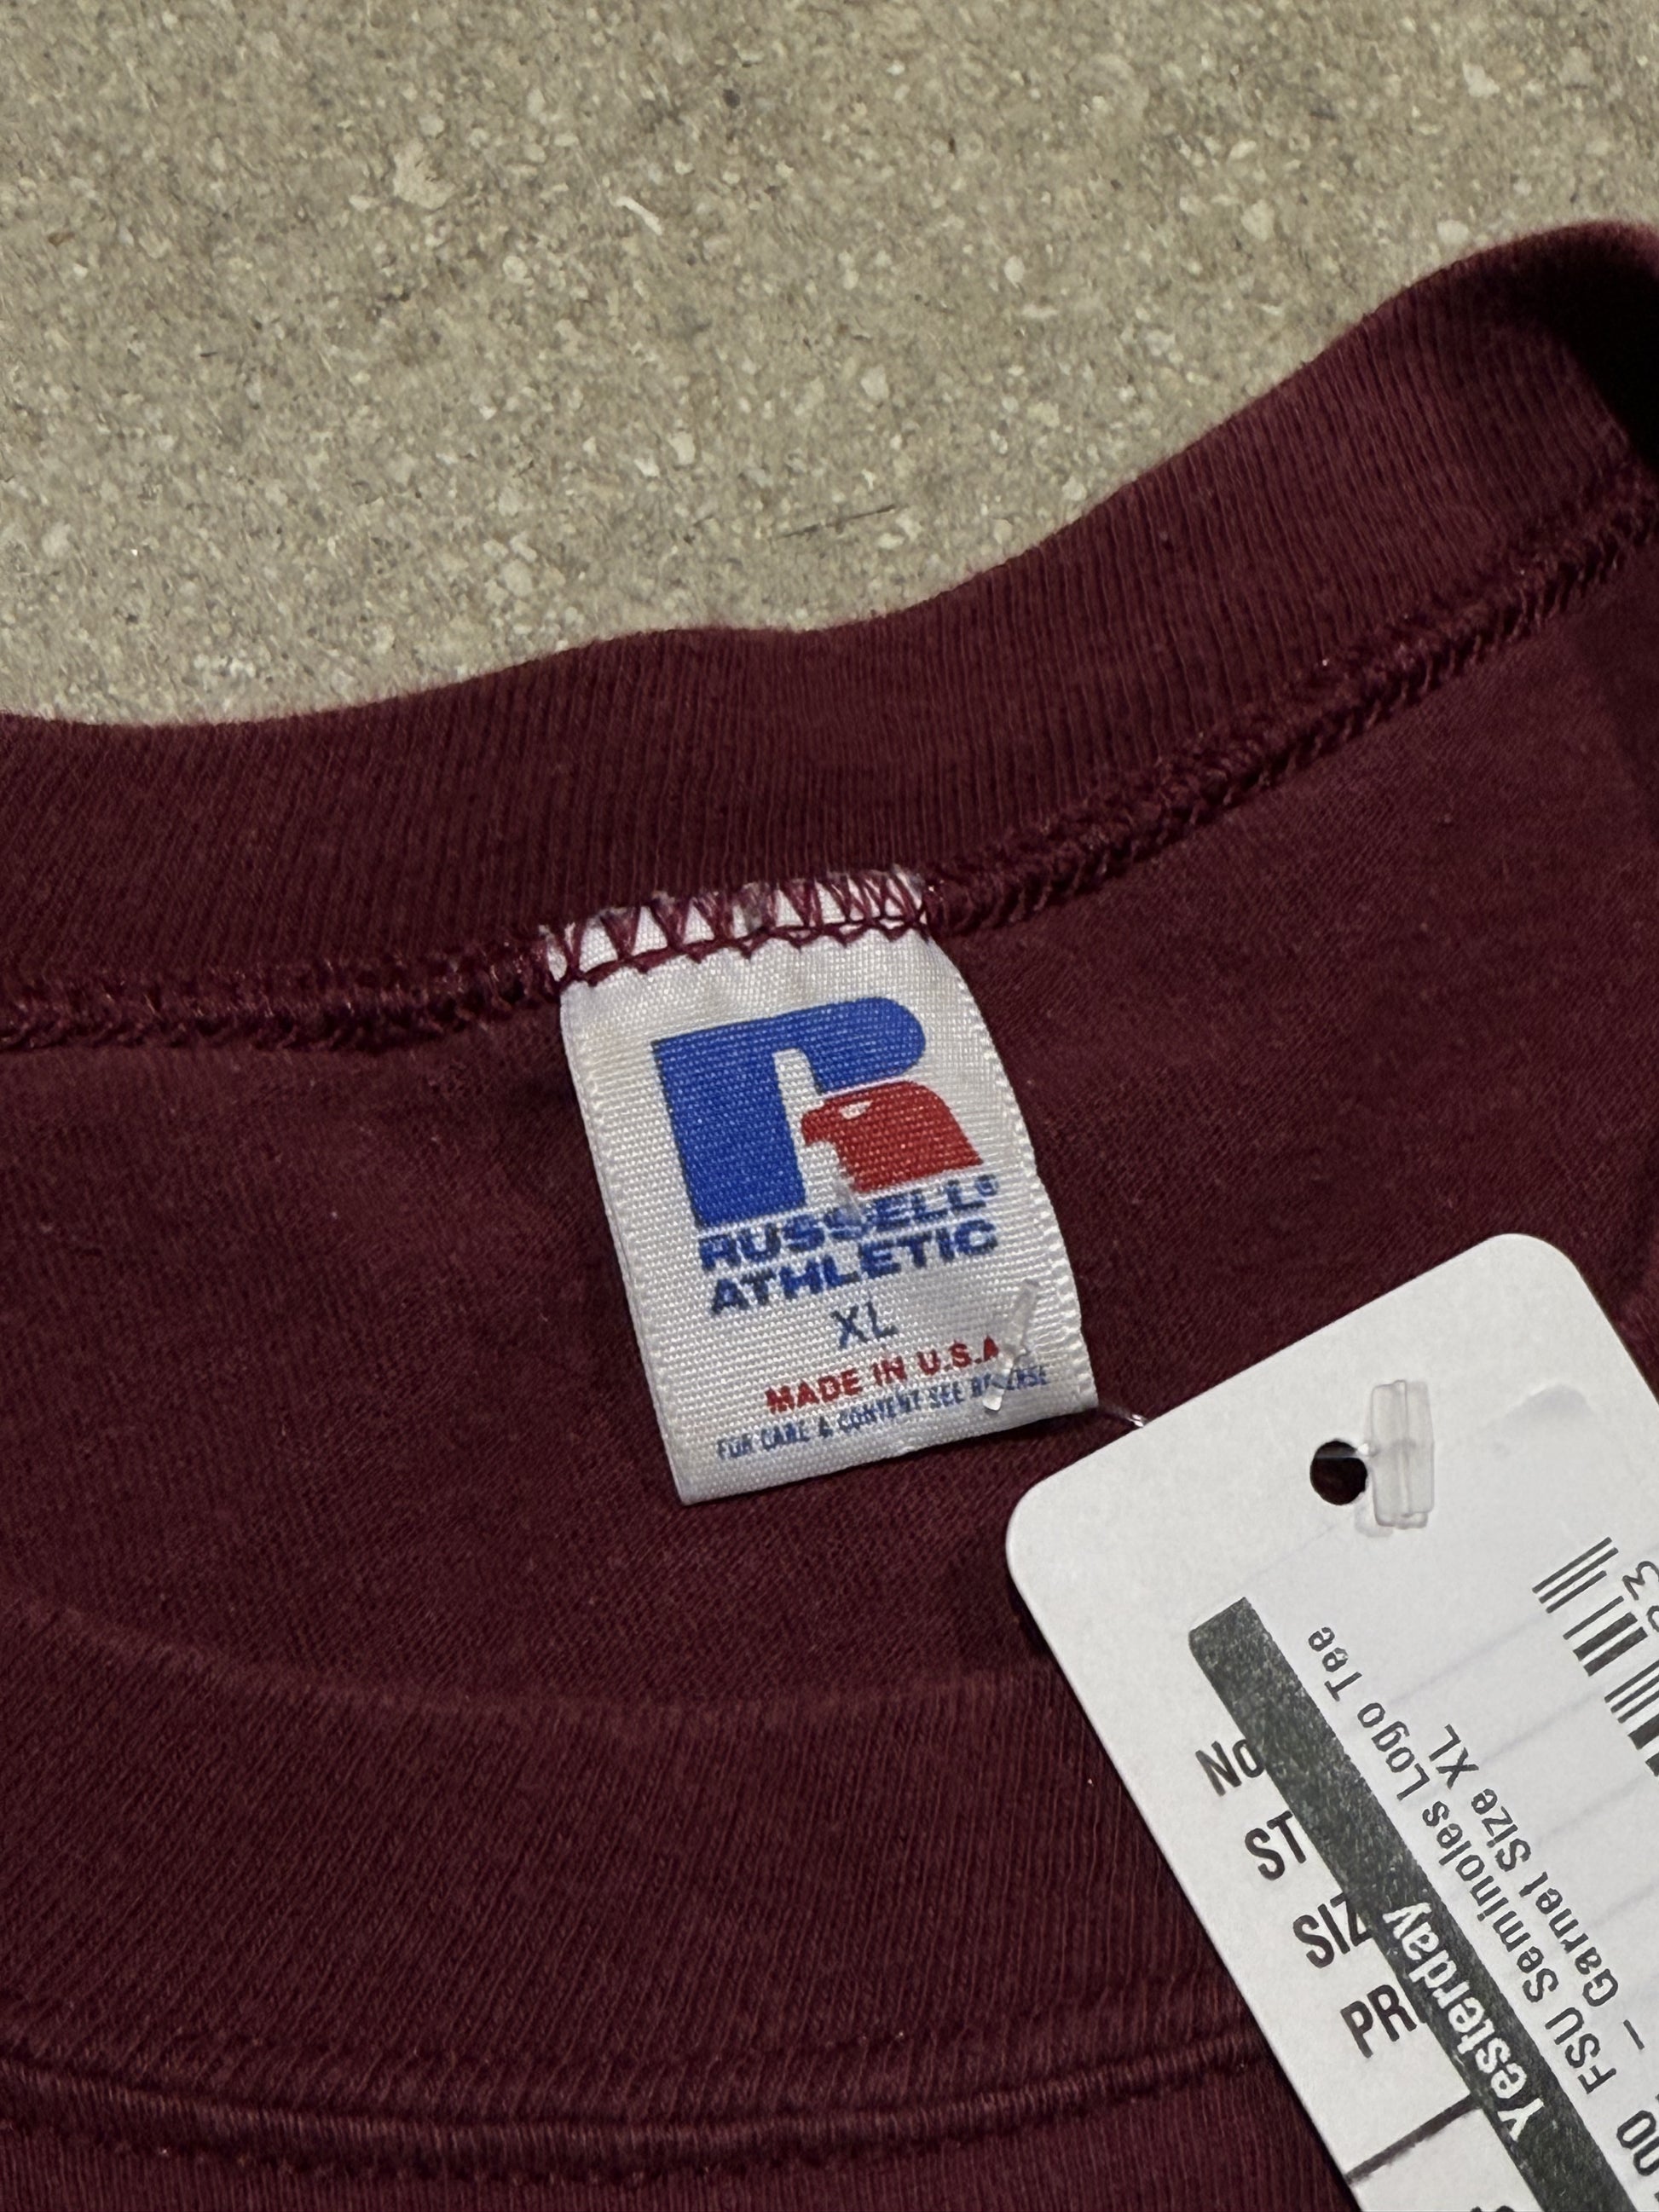 RUSSELL®
ATHLETIC
XL
MADE IN U.S.A.
FOR CARE & CONTENT SEE REVERSE
NO
ST
SIZ
PR
Yesterday
FSU Seminoles Logo Tee
– Garnet Size XL
00